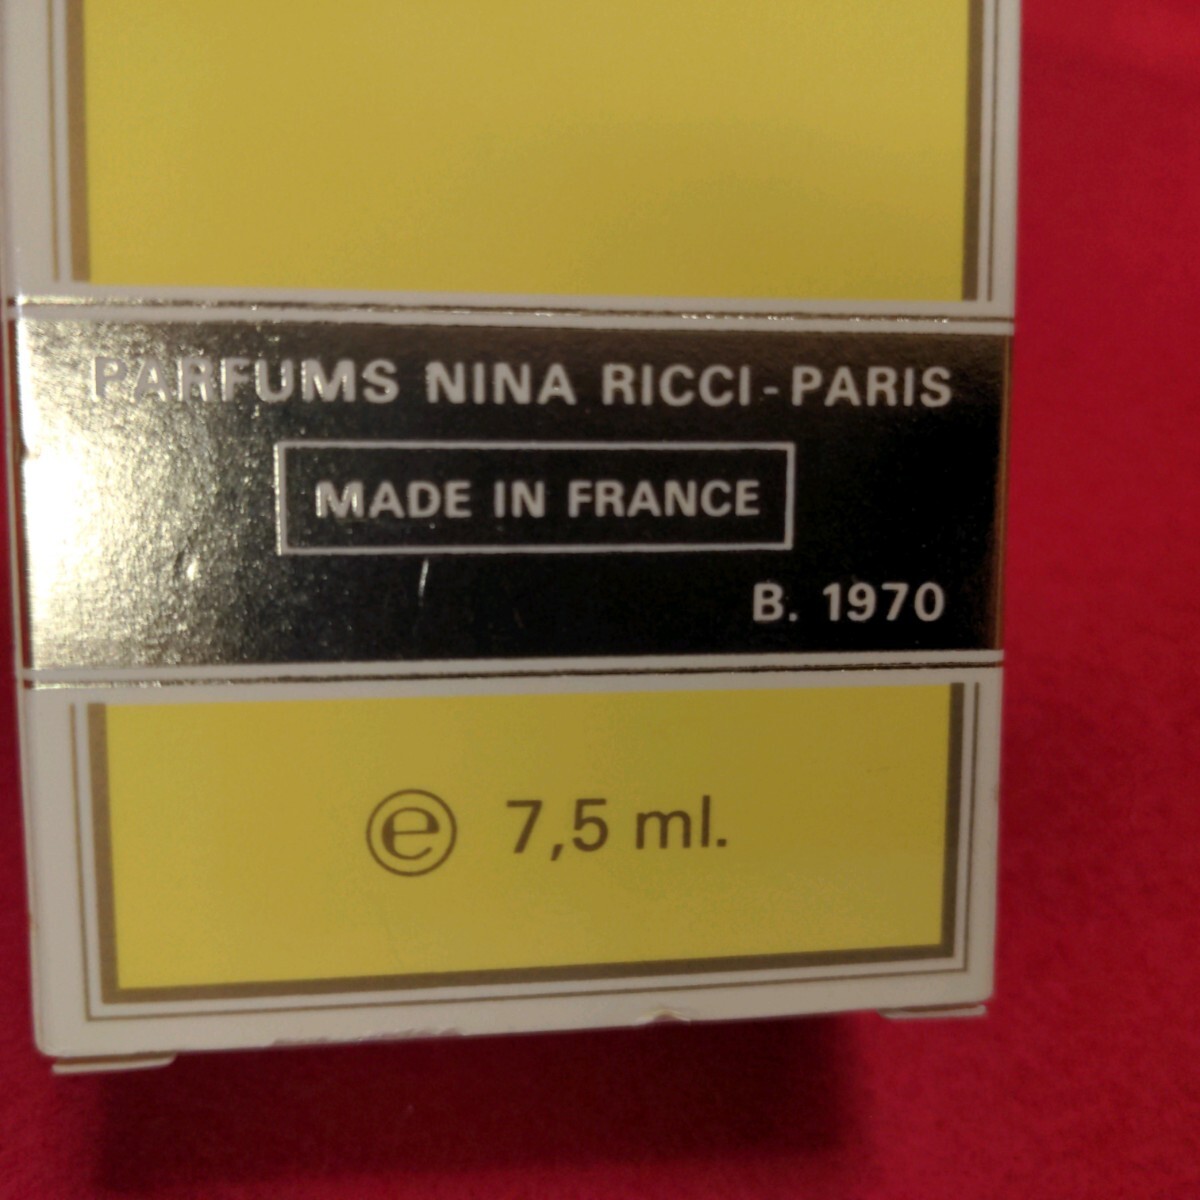 PARFUMS NINA RICCI - PARIS
MADE IN FRANCE
B. 1970
ⓔ 7,5 ml.